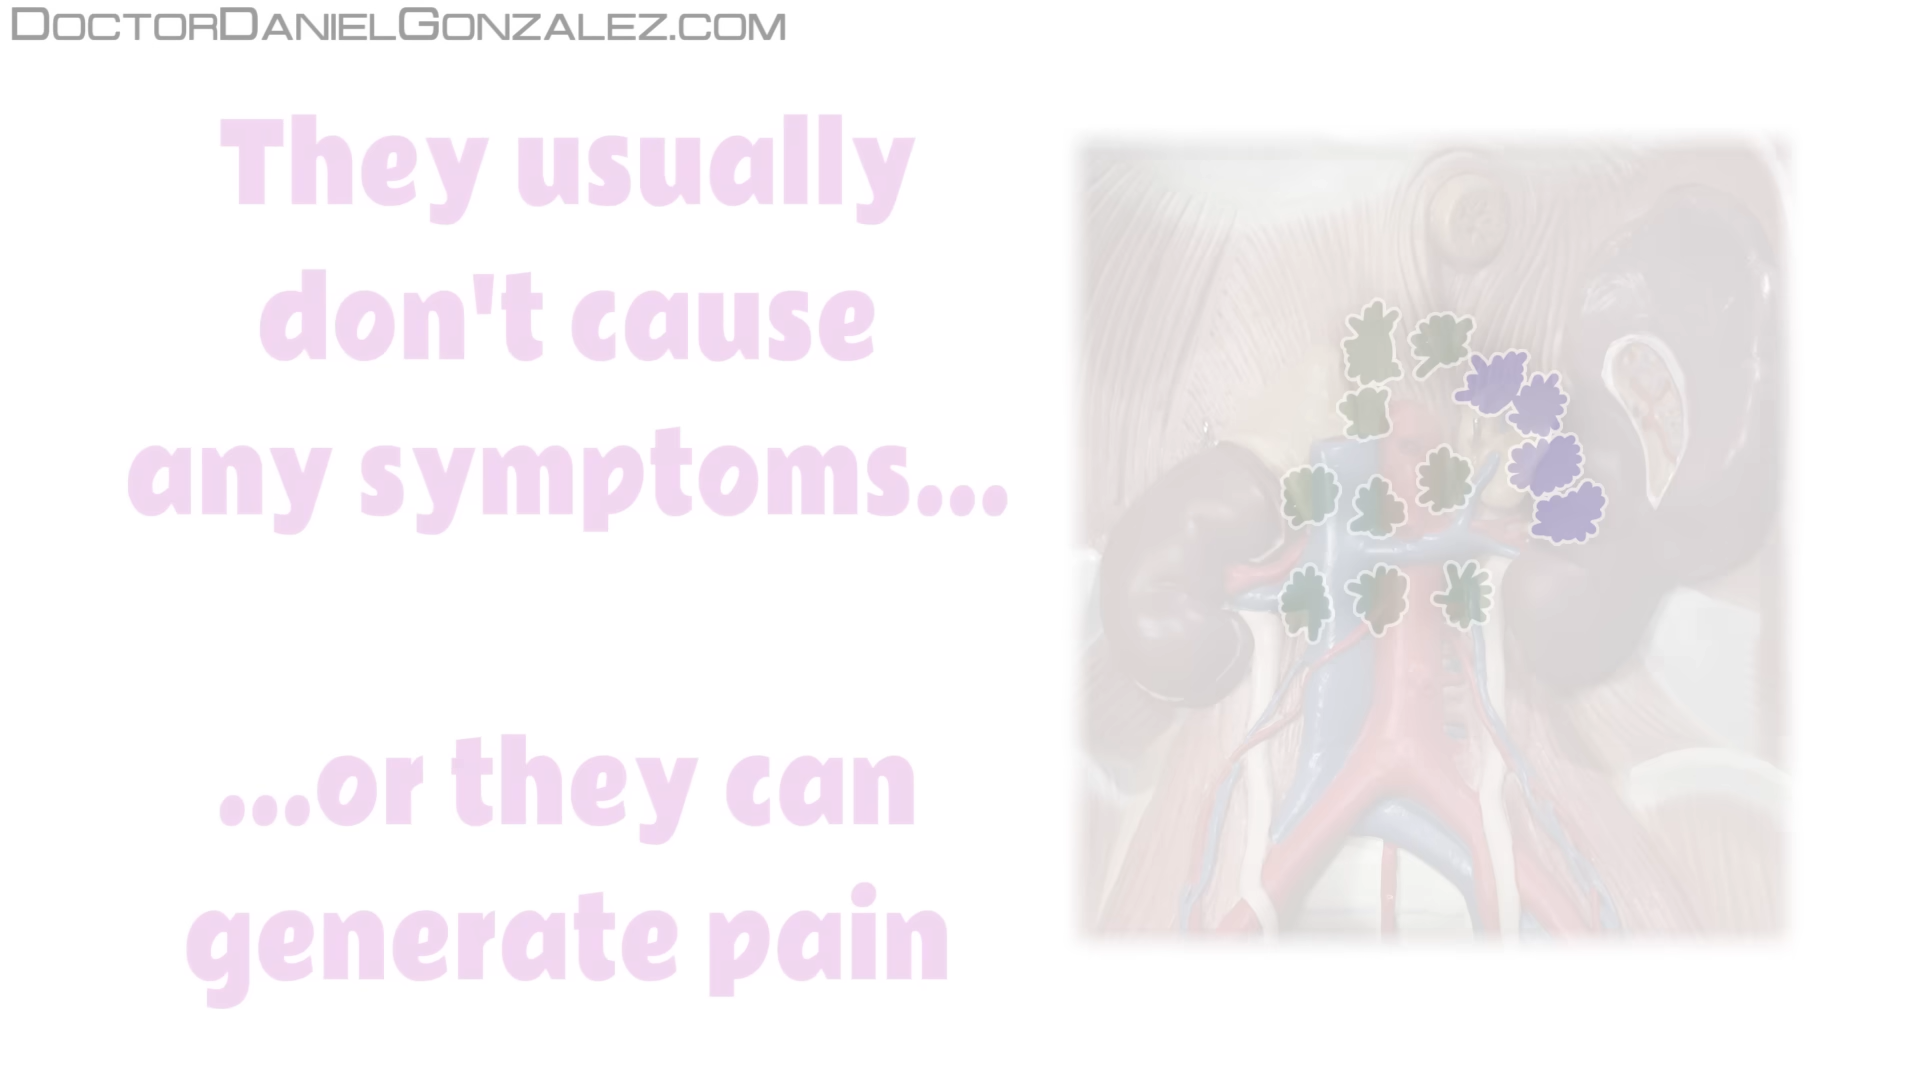 DOCTORDANIELGONZALEZ.COM
They usually
don't cause
any symptoms...
...or they can
generate pain